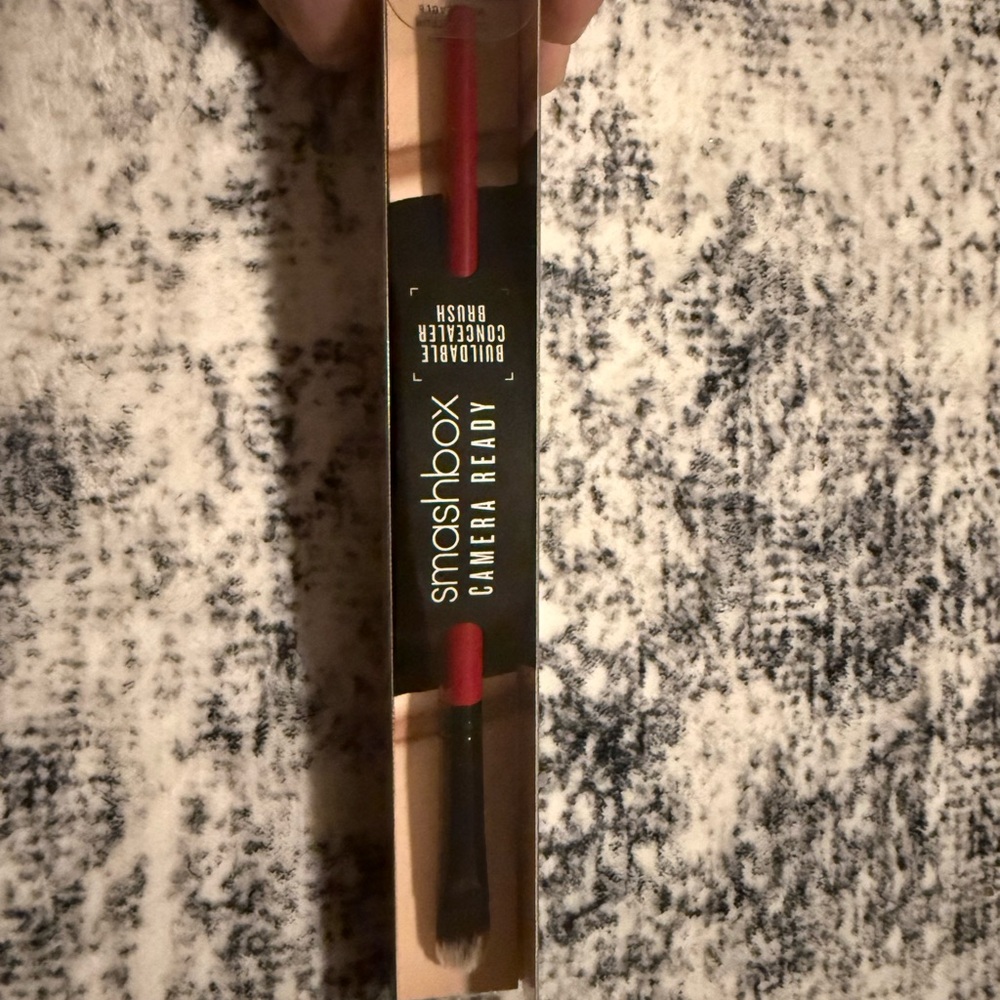 smashbox
CAMERA READY
BUILDABLE
CONCEALER
BRUSH